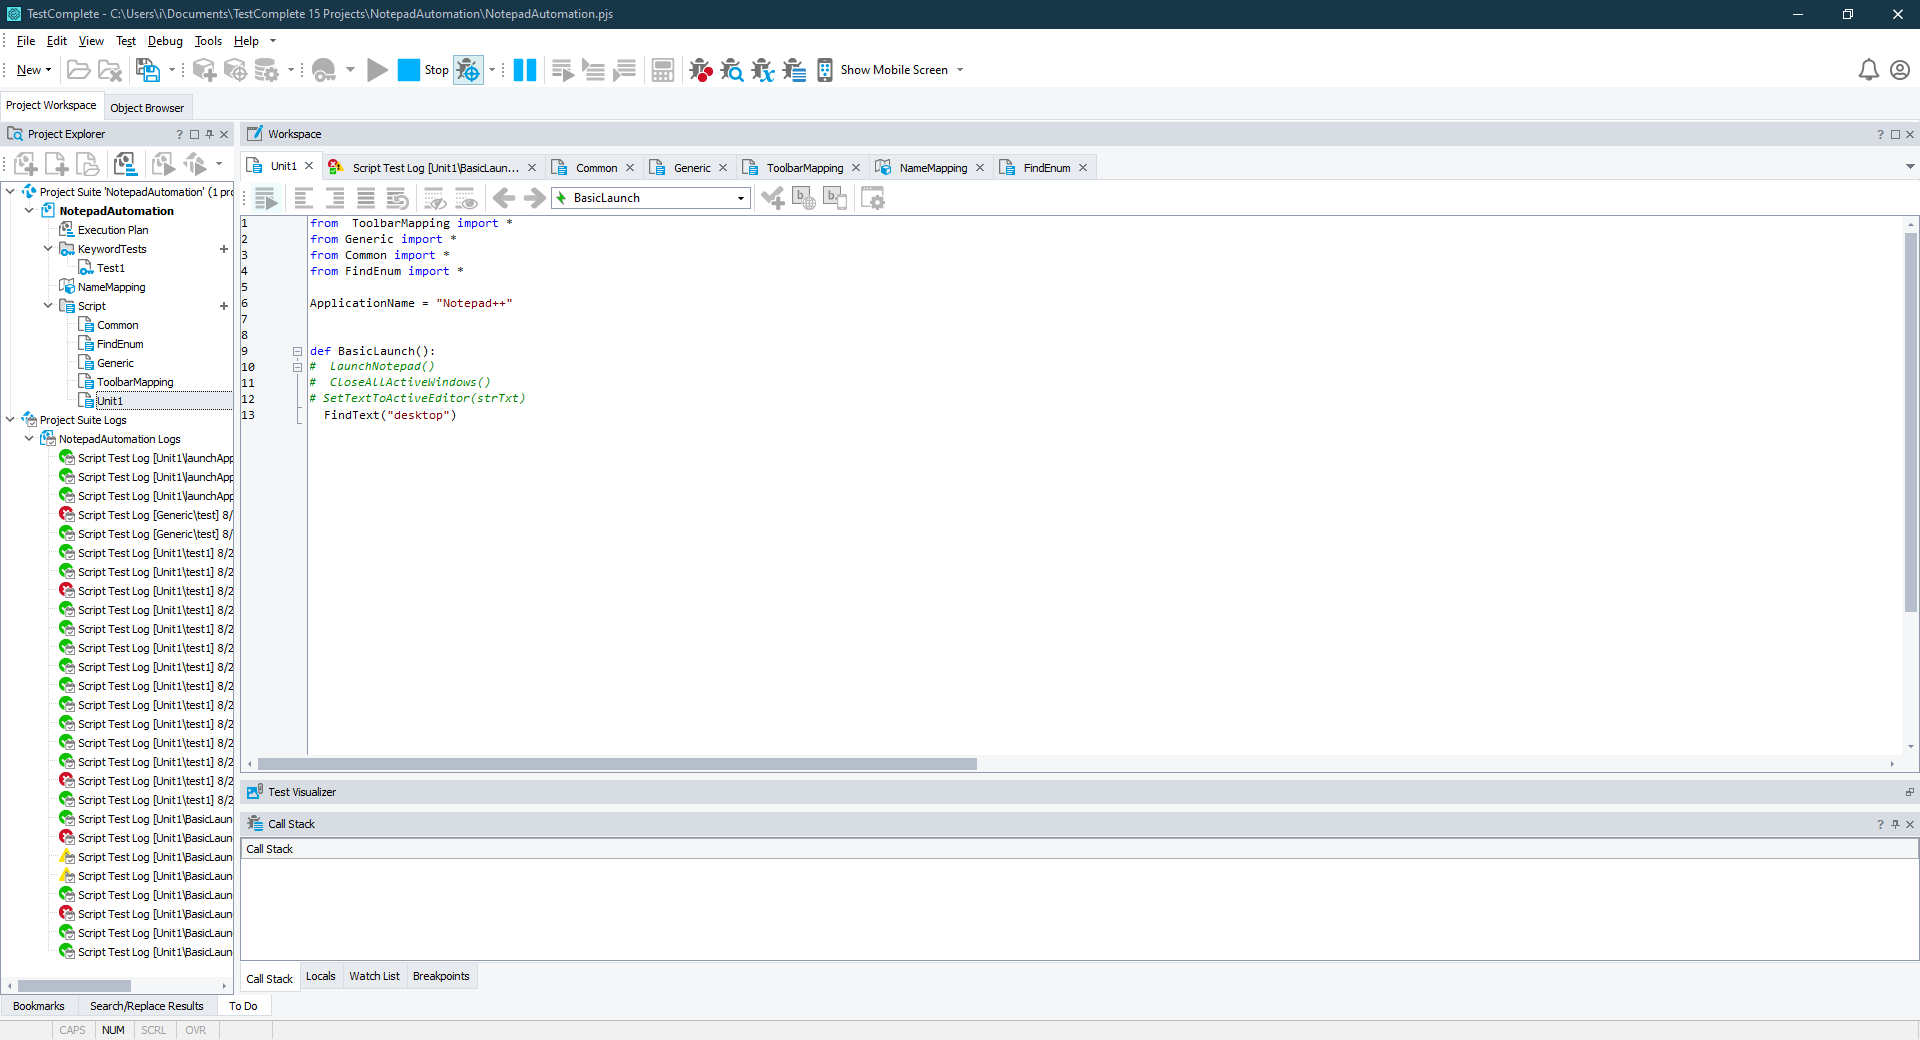 TestComplete - C:\Users\i\Documents\TestComplete 15 Projects\NotepadAutomation\NotepadAutomation.pjs
File Edit View Test Debug Tools Help
New Stop Show Mobile Screen
Project Workspace Object Browser
Project Explorer
Project Suite 'NotepadAutomation' (1 pro
NotepadAutomation
Execution Plan
KeywordTests
Test1
NameMapping
Script
Common
FindEnum
Generic
ToolbarMapping
Unit1
Project Suite Logs
NotepadAutomation Logs
Script Test Log [Unit1\launchApp
Script Test Log [Unit1\launchApp
Script Test Log [Unit1\launchApp
Script Test Log [Generic\test] 8/
Script Test Log [Generic\test] 8/
Script Test Log [Unit1\test1] 8/2
Script Test Log [Unit1\test1] 8/2
Script Test Log [Unit1\test1] 8/2
Script Test Log [Unit1\test1] 8/2
Script Test Log [Unit1\test1] 8/2
Script Test Log [Unit1\test1] 8/2
Script Test Log [Unit1\test1] 8/2
Script Test Log [Unit1\test1] 8/2
Script Test Log [Unit1\test1] 8/2
Script Test Log [Unit1\test1] 8/2
Script Test Log [Unit1\test1] 8/2
Script Test Log [Unit1\test1] 8/2
Script Test Log [Unit1\test1] 8/2
Script Test Log [Unit1\test1] 8/2
Script Test Log [Unit1\BasicLaun
Script Test Log [Unit1\BasicLaun
Script Test Log [Unit1\BasicLaun
Script Test Log [Unit1\BasicLaun
Script Test Log [Unit1\BasicLaun
Script Test Log [Unit1\BasicLaun
Script Test Log [Unit1\BasicLaun
Script Test Log [Unit1\BasicLaun
Workspace
Unit1 Script Test Log [Unit1\BasicLaun... Common Generic ToolbarMapping NameMapping FindEnum
BasicLaunch
1 from  ToolbarMapping import *
2 from Generic import *
3 from Common import *
4 from FindEnum import *
5
6 ApplicationName = "Notepad++"
7
8
9 def BasicLaunch():
10 #  LaunchNotepad()
11 #  CloseAllActiveWindows()
12 # SetTextToActiveEditor(strTxt)
13   FindText("desktop")
Test Visualizer
Call Stack
Call Stack
Call Stack Locals Watch List Breakpoints
Bookmarks Search/Replace Results To Do
CAPS NUM SCRL OVR